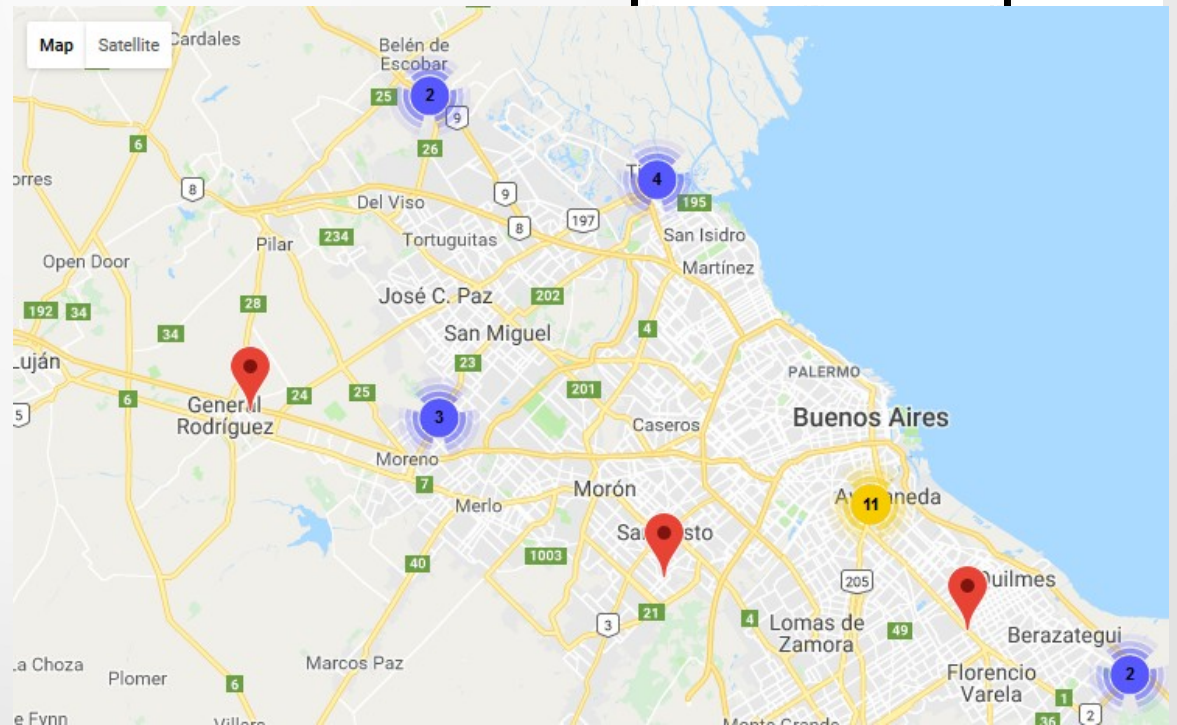 Map
Satellite
Cardales
Belén de
Escobar
25
2
9
6
26
4
8
Del Viso
9
195
197
8
Pilar
234
Tortuguitas
San Isidro
Open Door
Martínez
José C. Paz
202
28
192
34
34
San Miguel
4
Luján
23
PALERMO
6
24
25
201
5
General
Rodríguez
3
Caseros
Buenos Aires
Moreno
7
Morón
11
Merlo
1003
40
205
Quilmes
21
3
4
Lomas de
Zamora
49
Berazategui
Marcos Paz
Plomer
6
Florencio
Varela
2
1
2
36